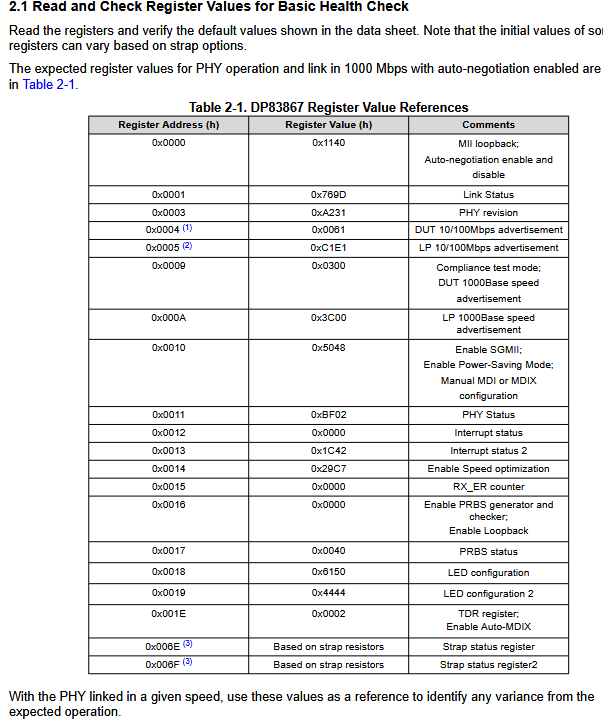 2.1 Read and Check Register Values for Basic Health Check
Read the registers and verify the default values shown in the data sheet. Note that the initial values of
registers can vary based on strap options.
The expected register values for PHY operation and link in 1000 Mbps with auto-negotiation enabled are
in Table 2-1.
Table 2-1. DP83867 Register Value References
Register Address (h) Register Value (h) Comments
0x0000 0x1140 MII loopback;
Auto-negotiation enable and
disable
0x0001 0x769D Link Status
0x0003 0xA231 PHY revision
0x0004 (1) 0x0061 DUT 10/100Mbps advertisement
0x0005 (2) 0xC1E1 LP 10/100Mbps advertisement
0x0009 0x0300 Compliance test mode;
DUT 1000Base speed
advertisement
0x000A 0x3C00 LP 1000Base speed
advertisement
0x0010 0x5048 Enable SGMII;
Enable Power-Saving Mode;
Manual MDI or MDIX
configuration
0x0011 0xBF02 PHY Status
0x0012 0x0000 Interrupt status
0x0013 0x1C42 Interrupt status 2
0x0014 0x29C7 Enable Speed optimization
0x0015 0x0000 RX_ER counter
0x0016 0x0000 Enable PRBS generator and
checker;
Enable Loopback
0x0017 0x0040 PRBS status
0x0018 0x6150 LED configuration
0x0019 0x4444 LED configuration 2
0x001E 0x0002 TDR register;
Enable Auto-MDIX
0x006E (3) Based on strap resistors Strap status register
0x006F (3) Based on strap resistors Strap status register2
With the PHY linked in a given speed, use these values as a reference to identify any variance from the
expected operation.